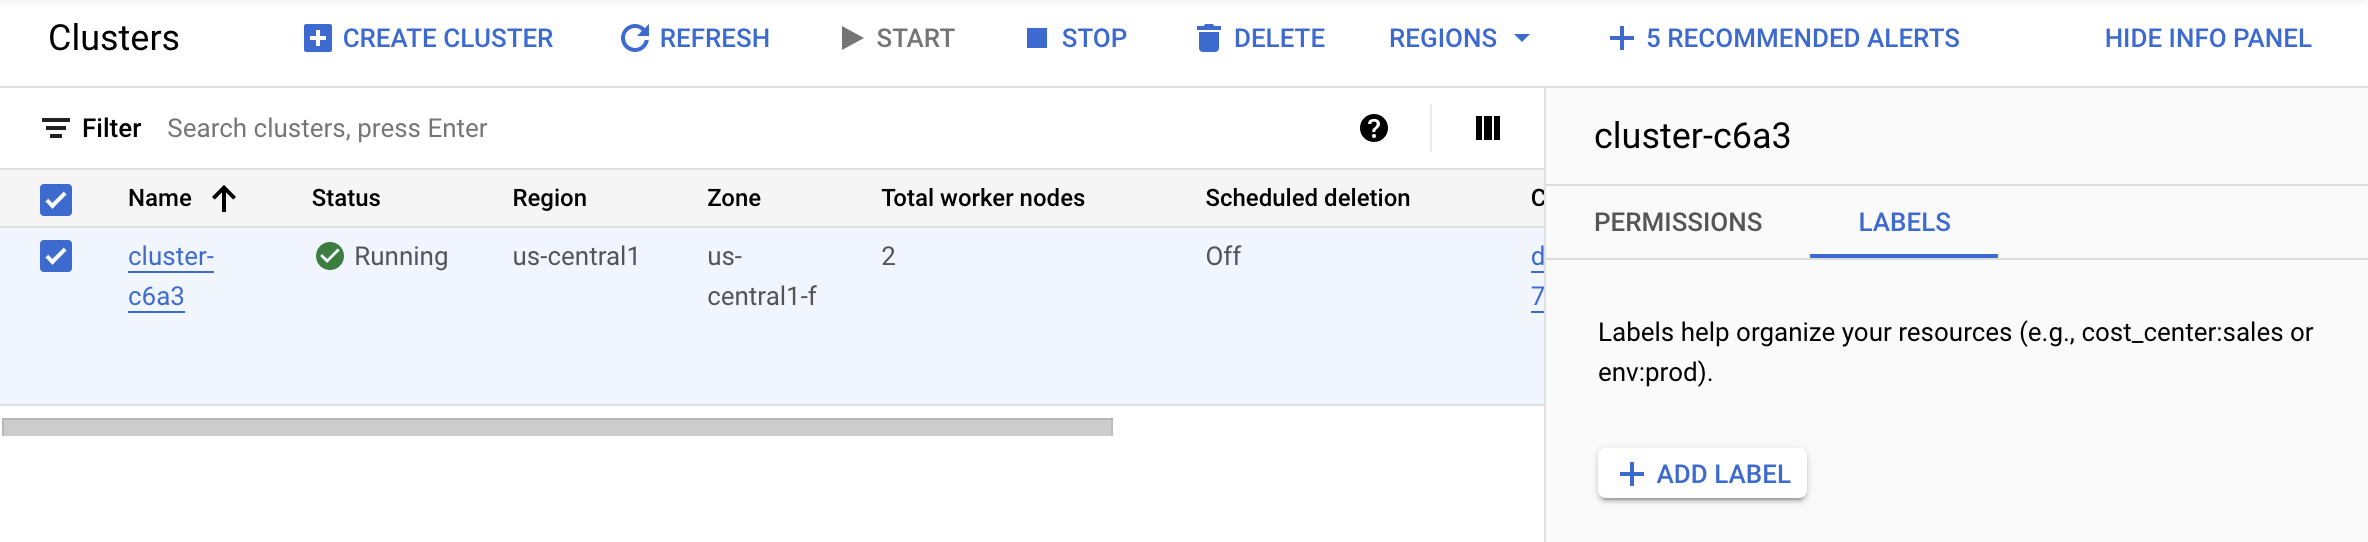 Clusters CREATE CLUSTER REFRESH START STOP DELETE REGIONS 5 RECOMMENDED ALERTS HIDE INFO PANEL
Filter Search clusters, press Enter
Name Status Region Zone Total worker nodes Scheduled deletion C
cluster- Running us-central1 us- 2 Off d
c6a3 central1-f 7
cluster-c6a3
PERMISSIONS LABELS
Labels help organize your resources (e.g., cost_center:sales or
env:prod).
+ ADD LABEL